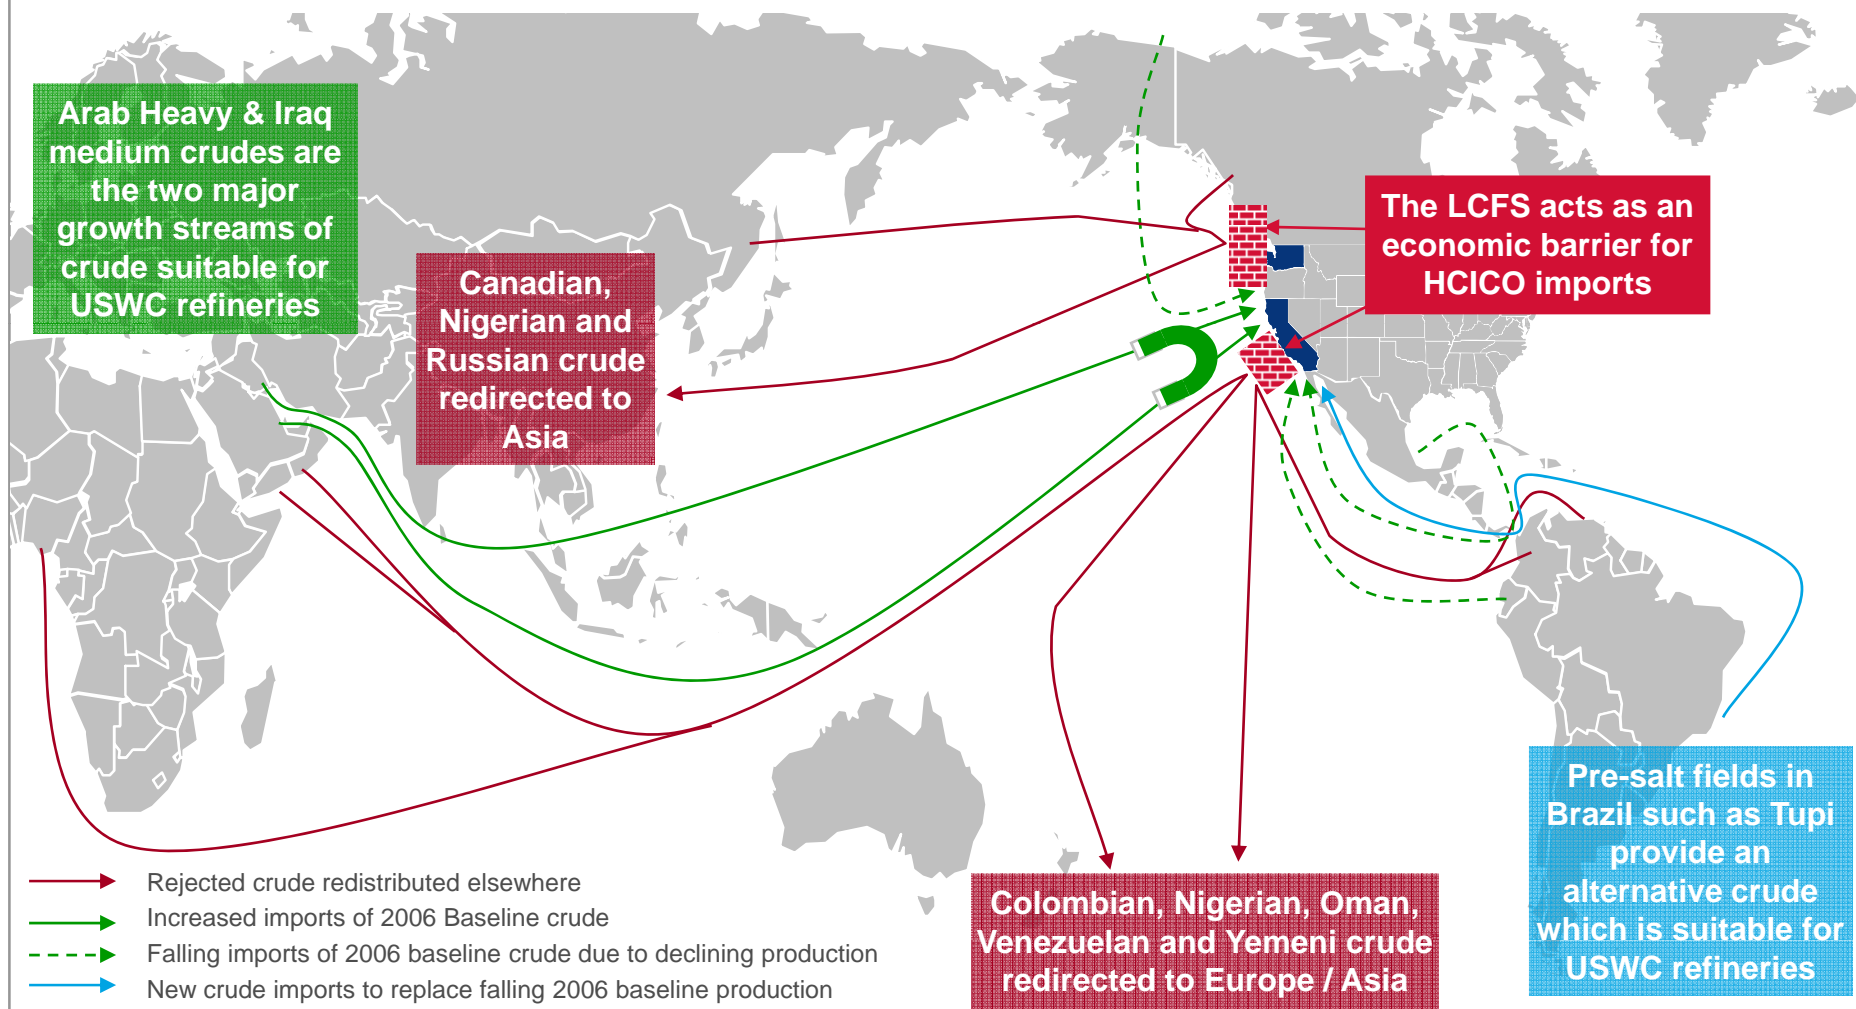 Arab Heavy & Iraq
medium crudes are
the two major
growth streams of
crude suitable for
USWC refineries
Canadian,
Nigerian and
Russian crude
redirected to
Asia
The LCFS acts as an
economic barrier for
HCICO imports
Pre-salt fields in
Brazil such as Tupi
provide an
alternative crude
which is suitable for
USWC refineries
Colombian, Nigerian, Oman,
Venezuelan and Yemeni crude
redirected to Europe / Asia
Rejected crude redistributed elsewhere
Increased imports of 2006 Baseline crude
Falling imports of 2006 baseline crude due to declining production
New crude imports to replace falling 2006 baseline production